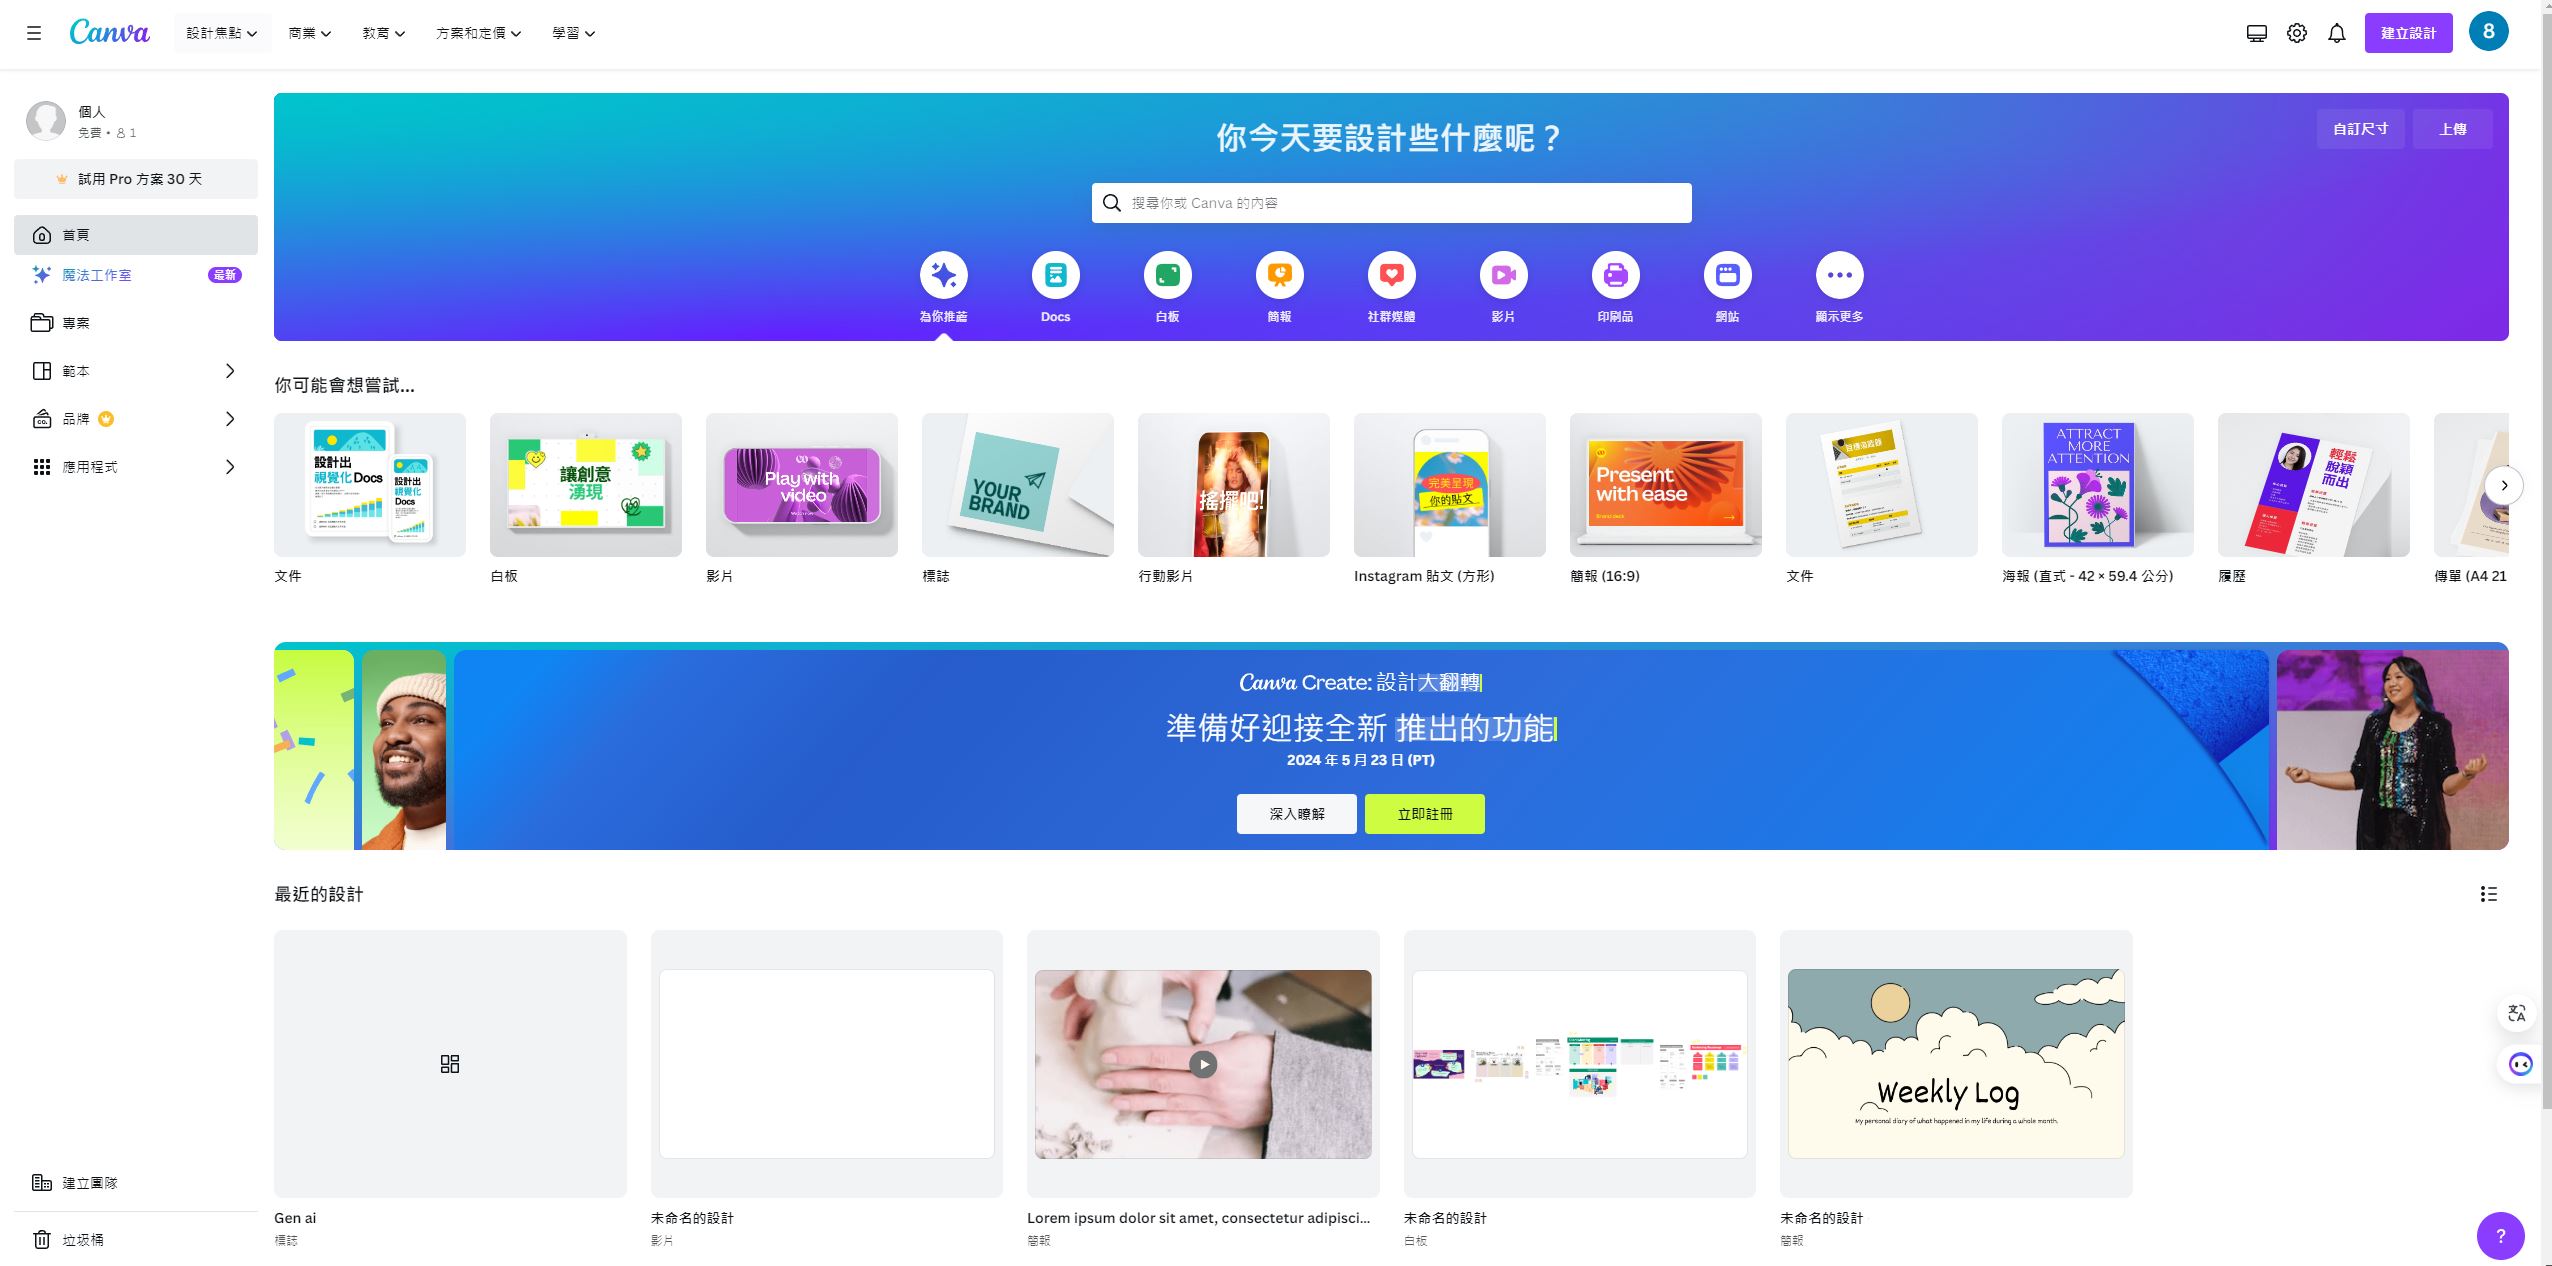 Canva
設計焦點
商業
教育
方案和定價
學習
建立設計
8
個人
免費 • 1
試用 Pro 方案 30 天
首頁
魔法工作室
最新
專案
範本
品牌
CO.
應用程式
建立團隊
垃圾桶
你今天要設計些什麼呢？
自訂尺寸
上傳
搜尋你或 Canva 的內容
為你推薦
Docs
白板
簡報
社群媒體
影片
印刷品
網站
顯示更多
你可能會想嘗試...
設計出
視覺化 Docs
設計出
視覺化
Docs
文件
讓創意
湧現
白板
Play with
video
影片
YOUR
BRAND
標誌
搖擺吧!
行動影片
完美呈現
你的貼文
Instagram 貼文 (方形)
Present
with ease
Brand deck
簡報 (16:9)
文件
ATTRACT
MORE
ATTENTION
海報 (直式 - 42 × 59.4 公分)
輕鬆
脫穎
而出
履歷
傳單 (A4 21
Canva Create: 設計大翻轉
準備好迎接全新 推出的功能
2024 年 5 月 23 日 (PT)
深入瞭解
立即註冊
最近的設計
Gen ai
標誌
未命名的設計
影片
Lorem ipsum dolor sit amet, consectetur adipisci...
簡報
未命名的設計
白板
Weekly Log
My personal diary of what happened in my life during a whole month.
未命名的設計
簡報
?